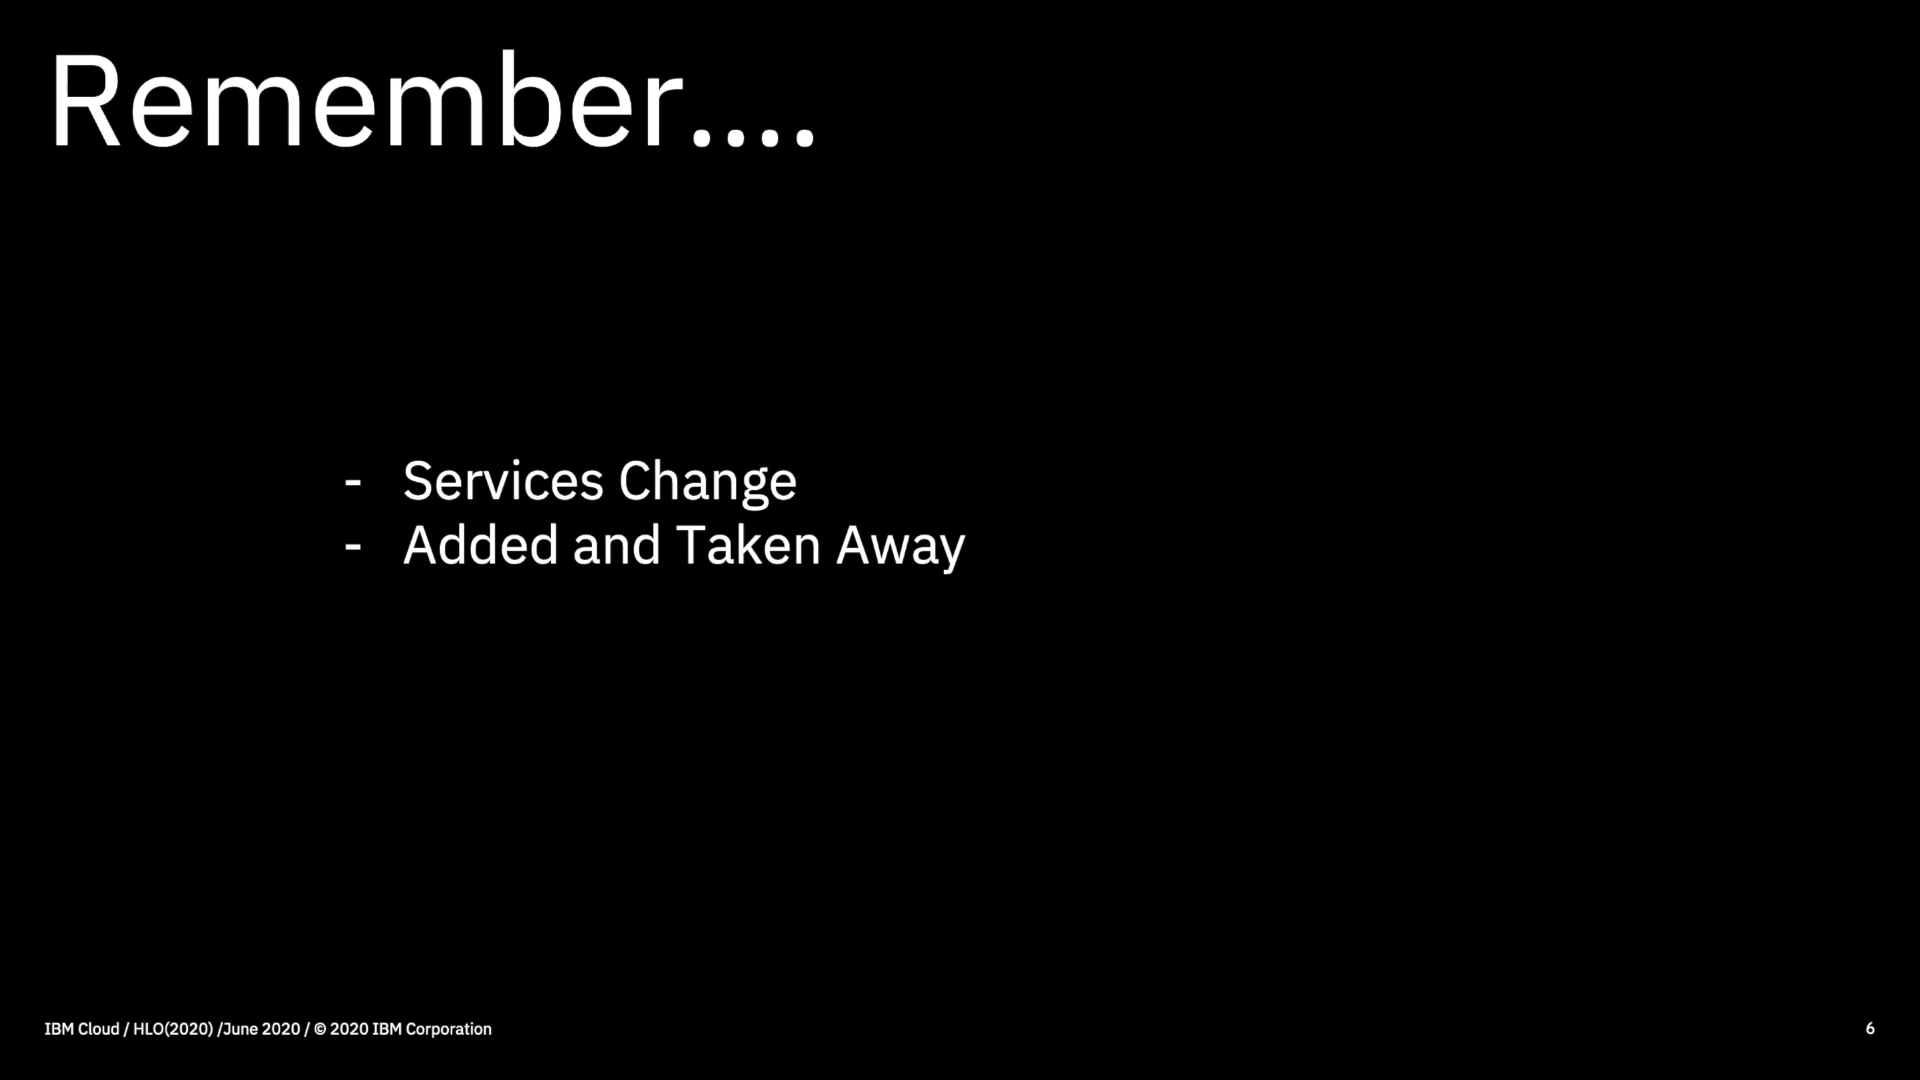 Remember....
- Services Change
- Added and Taken Away
IBM Cloud / HLO(2020) /June 2020 / © 2020 IBM Corporation
6